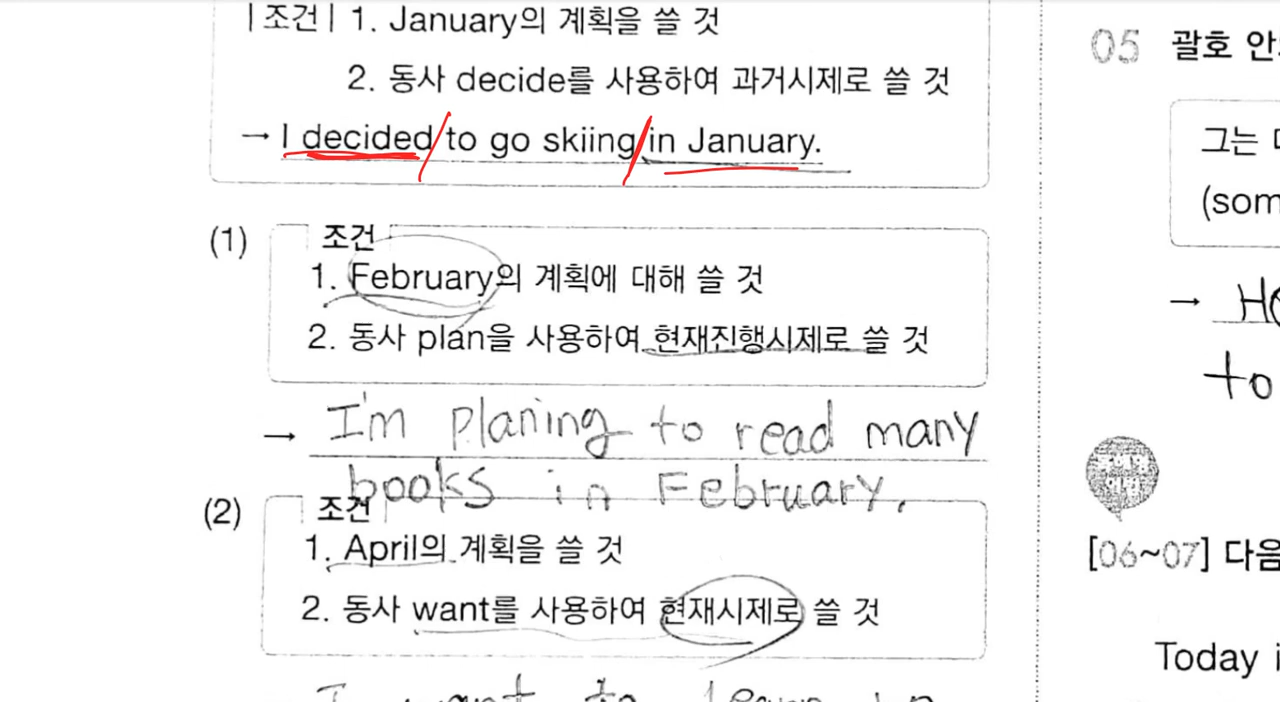 |조건| 1. January의 계획을 쓸 것
2. 동사 decide를 사용하여 과거시제로 쓸 것
→ I decided to go skiing in January.
(1)
조건
1. February의 계획에 대해 쓸 것
2. 동사 plan을 사용하여 현재진행시제로 쓸 것
→ I'm planing to read many
books in February.
(2)
조건
1. April의 계획을 쓸 것
2. 동사 want를 사용하여 현재시제로 쓸 것
I want to learn
05 괄호 안
그는
(som
→ He
to
[06~07] 다음
Today i